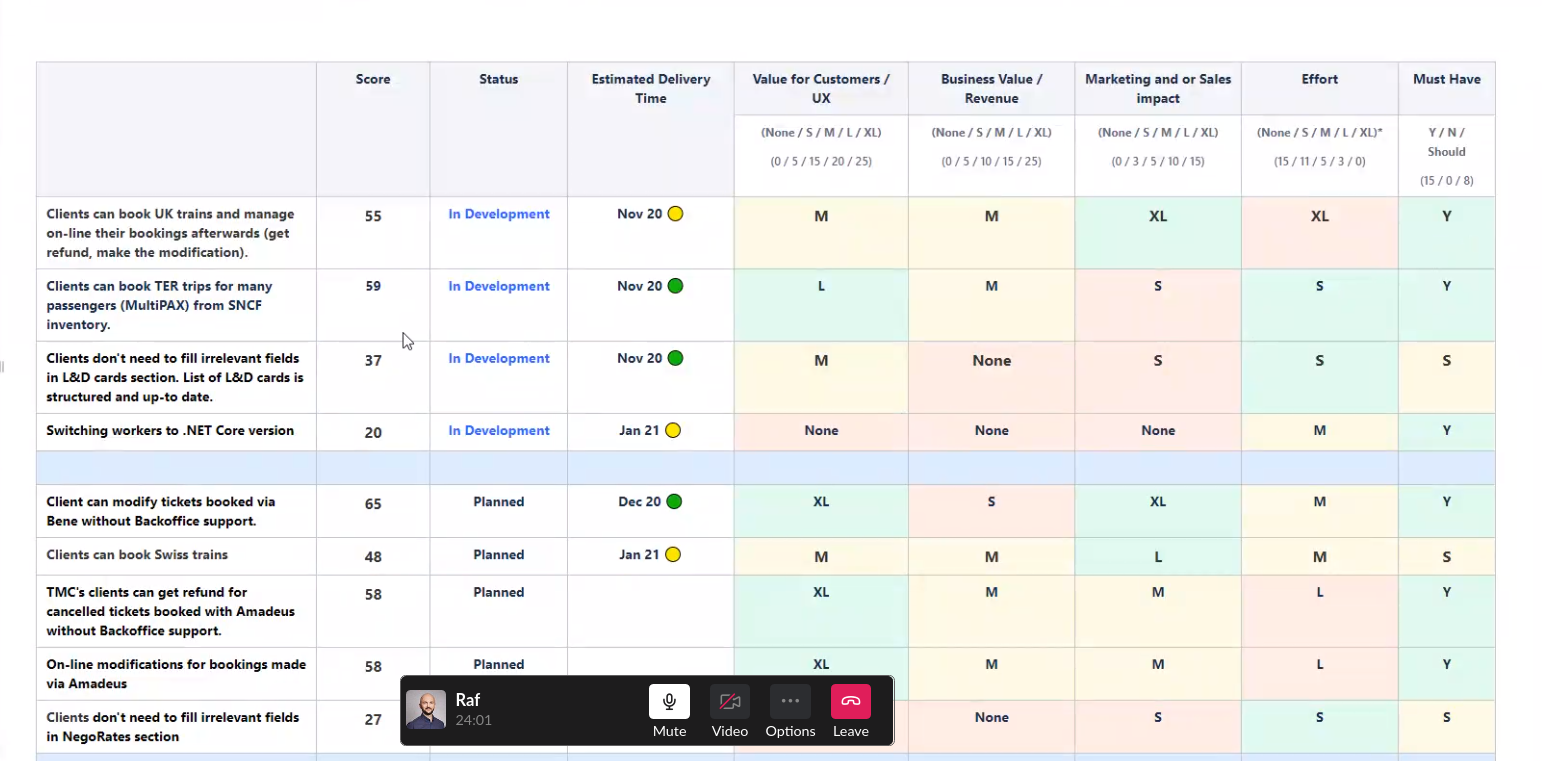 Score
Status
Estimated Delivery
Time
Value for Customers /
UX
Business Value /
Revenue
Marketing and or Sales
impact
Effort
Must Have
(None / S / M / L / XL)
(0 / 5 / 15 / 20 / 25)
(None / S / M / L / XL)
(0 / 5 / 10 / 15 / 25)
(None / S / M / L / XL)
(0 / 3 / 5 / 10 / 15)
(None / S / M / L / XL)*
(15 / 11 / 5 / 3 / 0)
Y / N /
Should
(15 / 0 / 8)
Clients can book UK trains and manage
on-line their bookings afterwards (get
refund, make the modification).
55
In Development
Nov 20
M
M
XL
XL
Y
Clients can book TER trips for many
passengers (MultiPAX) from SNCF
inventory.
59
In Development
Nov 20
L
M
S
S
Y
Clients don't need to fill irrelevant fields
in L&D cards section. List of L&D cards is
structured and up-to date.
37
In Development
Nov 20
M
None
S
S
S
Switching workers to .NET Core version
20
In Development
Jan 21
None
None
None
M
Y
Client can modify tickets booked via
Bene without Backoffice support.
65
Planned
Dec 20
XL
S
XL
M
Y
Clients can book Swiss trains
48
Planned
Jan 21
M
M
L
M
S
TMC's clients can get refund for
cancelled tickets booked with Amadeus
without Backoffice support.
58
Planned
XL
M
M
L
Y
On-line modifications for bookings made
via Amadeus
58
Planned
XL
M
M
L
Y
Clients don't need to fill irrelevant fields
in NegoRates section
27
None
S
S
S
Raf
24:01
Mute
Video
Options
Leave